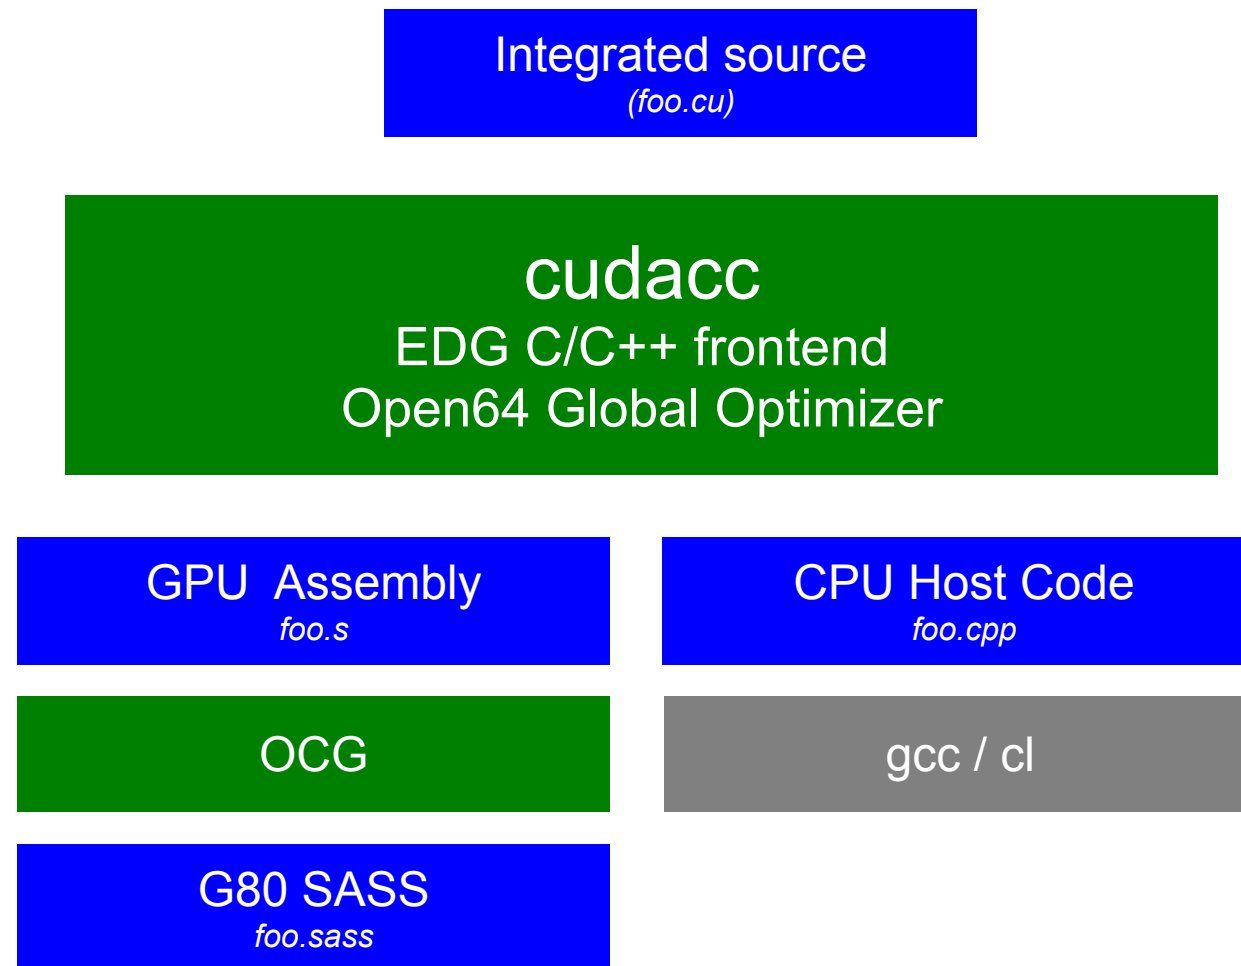 Integrated source
(foo.cu)
cudacc
EDG C/C++ frontend
Open64 Global Optimizer
GPU  Assembly
foo.s
CPU Host Code
foo.cpp
OCG
gcc / cl
G80 SASS
foo.sass